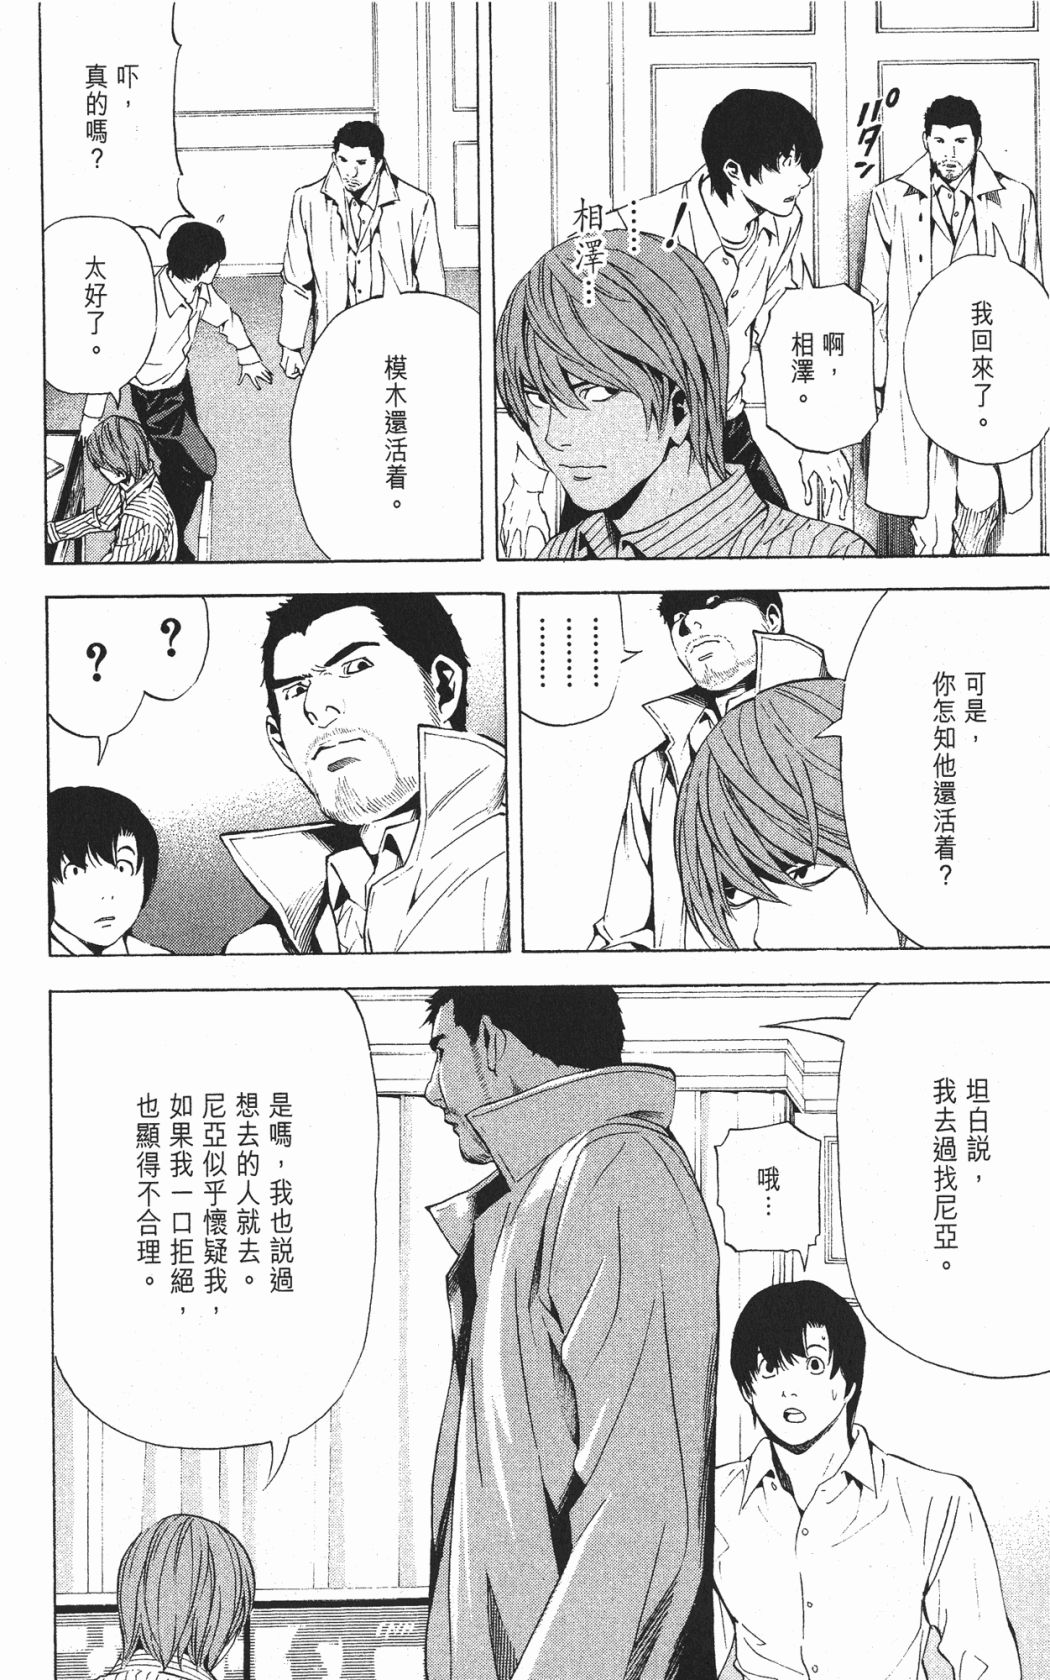 パタン
我回來了。
……！
啊，
相澤。
相澤…
模木還活着。
吓，
真的嗎？
太好了。
可是，
你怎知他還活着？
………………
？
？
坦白説，
我去過找尼亞。
哦…
是嗎，我也説過
想去的人就去。
尼亞似乎懷疑我，
如果我一口拒絕，
也顯得不合理。
CNN